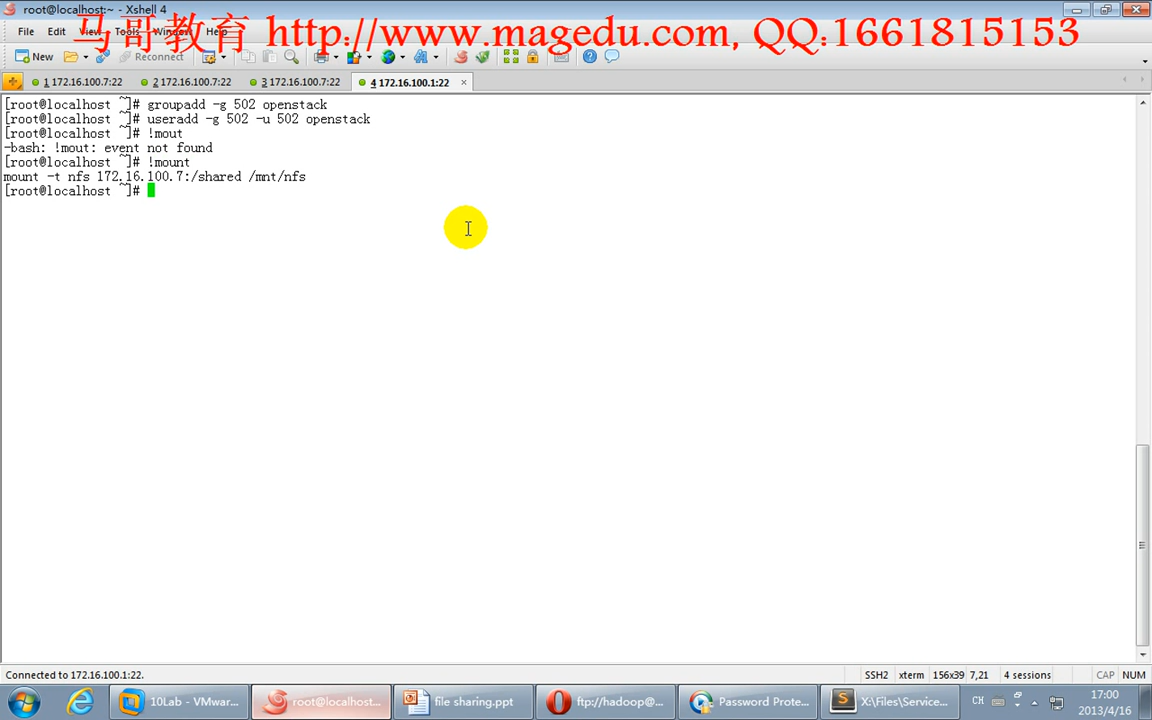 root@localhost:~ - Xshell 4
File Edit View Tools Window Help
马哥教育 http://www.magedu.com, QQ:1661815153
New Reconnect
1 172.16.100.7:22 2 172.16.100.7:22 3 172.16.100.7:22 4 172.16.100.1:22
[root@localhost ~]# groupadd -g 502 openstack
[root@localhost ~]# useradd -g 502 -u 502 openstack
[root@localhost ~]# !mout
-bash: !mout: event not found
[root@localhost ~]# !mount
mount -t nfs 172.16.100.7:/shared /mnt/nfs
[root@localhost ~]#
Connected to 172.16.100.1:22. SSH2 xterm 156x39 7,21 4 sessions CAP NUM
10Lab - VMwar... root@localhost:... file sharing.ppt ftp://hadoop@... Password Prote... X:\Files\Service... CH 17:00
2013/4/16